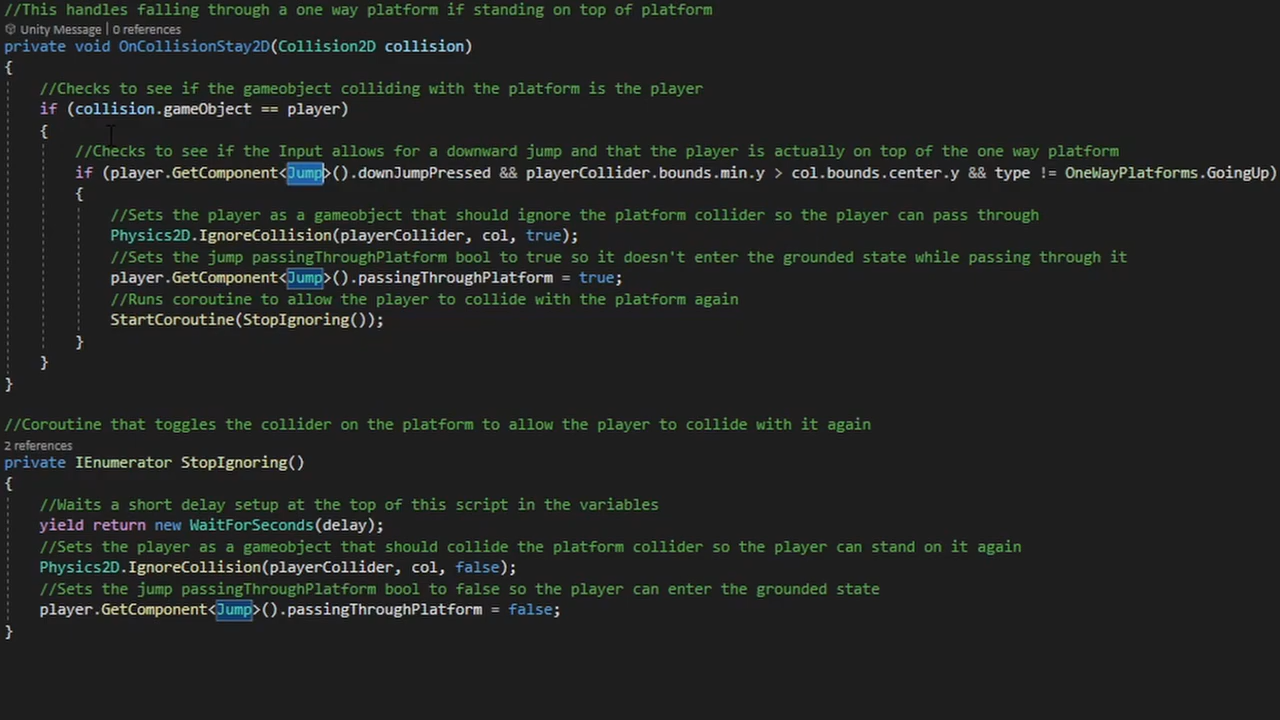 //This handles falling through a one way platform if standing on top of platform
Unity Message | 0 references
private void OnCollisionStay2D(Collision2D collision)
{
//Checks to see if the gameobject colliding with the platform is the player
if (collision.gameObject == player)
{
//Checks to see if the Input allows for a downward jump and that the player is actually on top of the one way platform
if (player.GetComponent<Jump>().downJumpPressed && playerCollider.bounds.min.y > col.bounds.center.y && type != OneWayPlatforms.GoingUp)
{
//Sets the player as a gameobject that should ignore the platform collider so the player can pass through
Physics2D.IgnoreCollision(playerCollider, col, true);
//Sets the jump passingThroughPlatform bool to true so it doesn't enter the grounded state while passing through it
player.GetComponent<Jump>().passingThroughPlatform = true;
//Runs coroutine to allow the player to collide with the platform again
StartCoroutine(StopIgnoring());
}
}
}
//Coroutine that toggles the collider on the platform to allow the player to collide with it again
2 references
private IEnumerator StopIgnoring()
{
//Waits a short delay setup at the top of this script in the variables
yield return new WaitForSeconds(delay);
//Sets the player as a gameobject that should collide the platform collider so the player can stand on it again
Physics2D.IgnoreCollision(playerCollider, col, false);
//Sets the jump passingThroughPlatform bool to false so the player can enter the grounded state
player.GetComponent<Jump>().passingThroughPlatform = false;
}